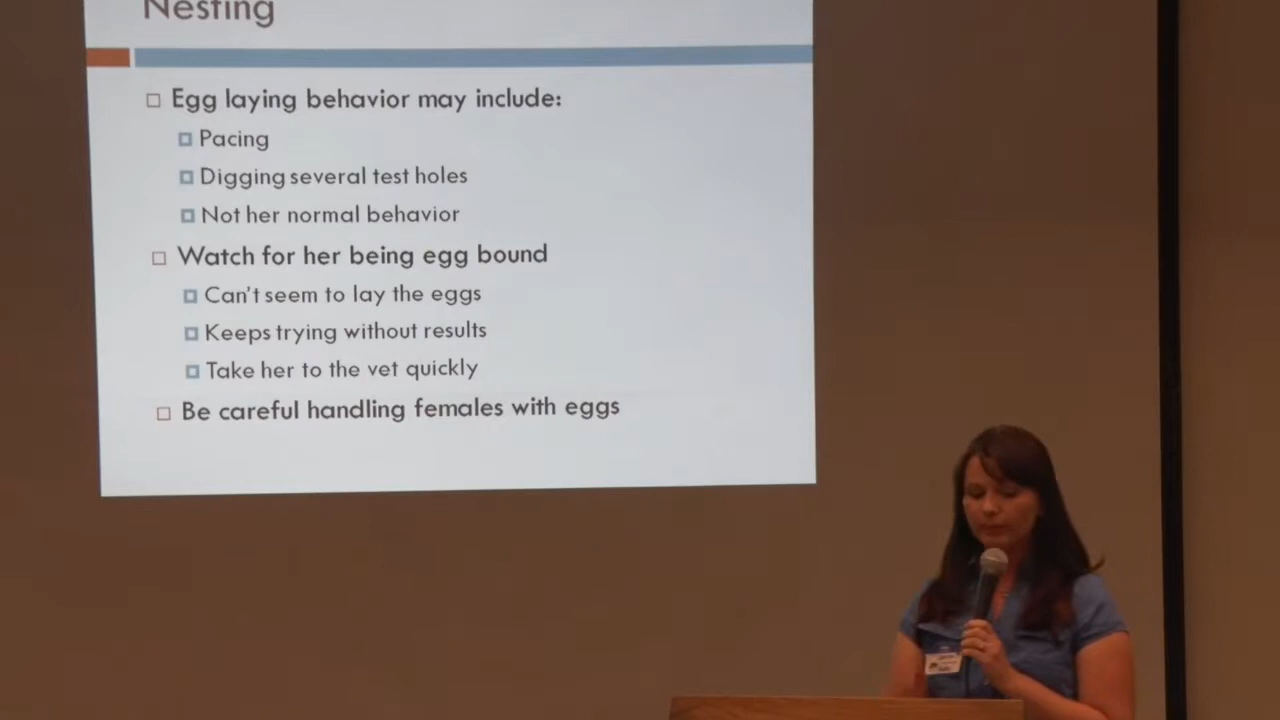 Nesting
Egg laying behavior may include:
Pacing
Digging several test holes
Not her normal behavior
Watch for her being egg bound
Can't seem to lay the eggs
Keeps trying without results
Take her to the vet quickly
Be careful handling females with eggs